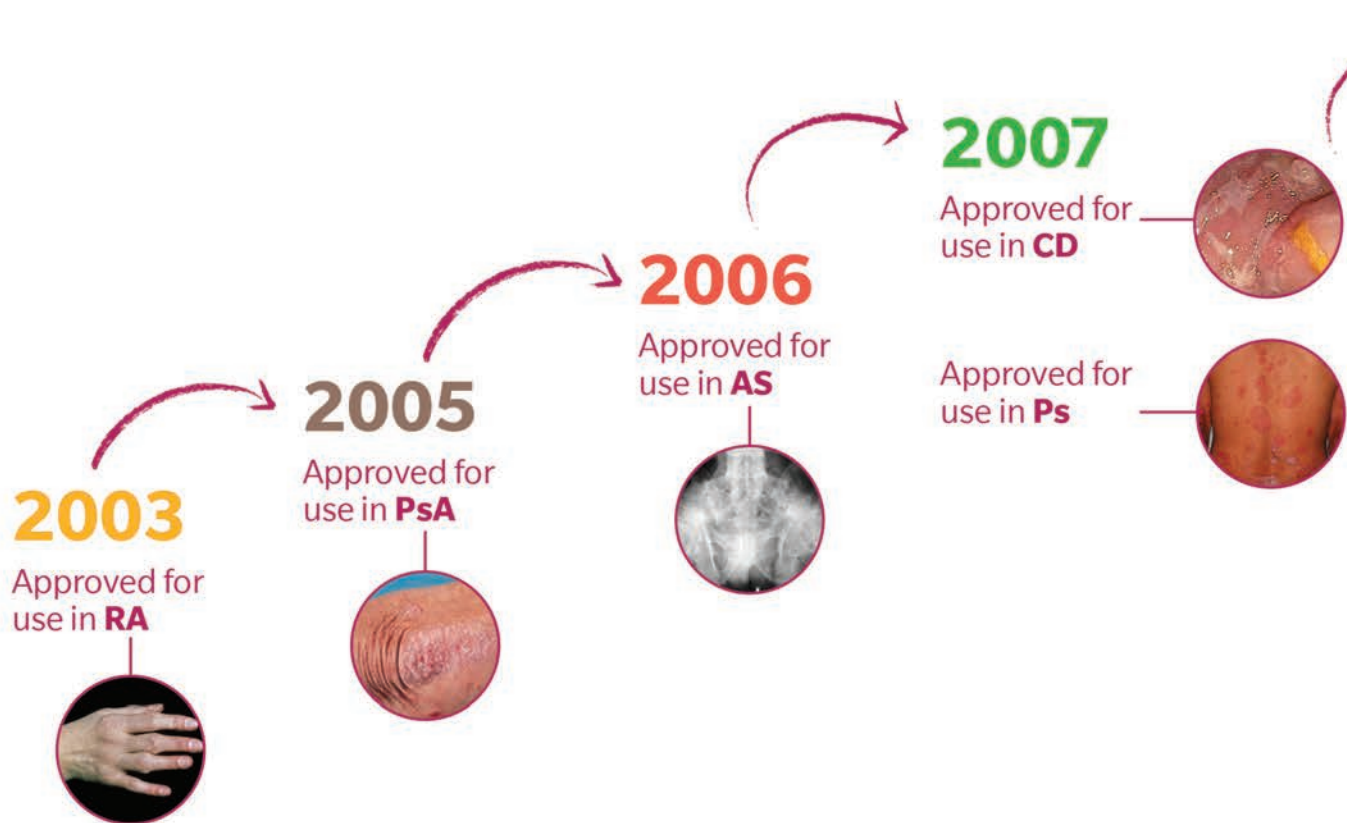 2003
Approved for
use in RA
2005
Approved for
use in PsA
2006
Approved for
use in AS
2007
Approved for
use in CD
Approved for
use in Ps